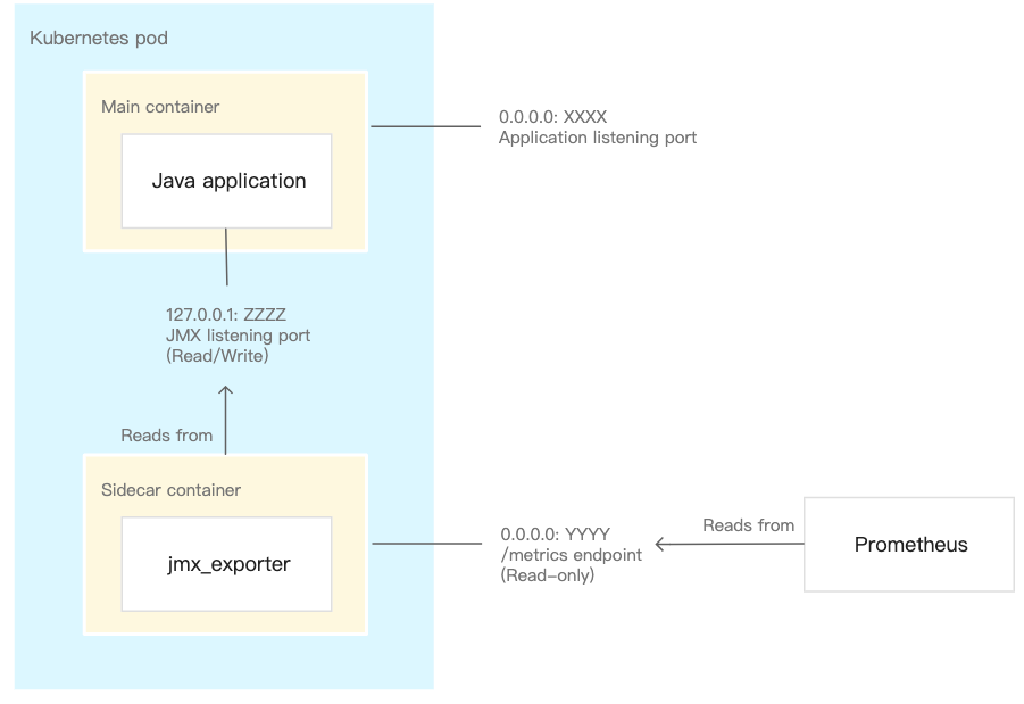 Kubernetes pod
Main container
Java application
0.0.0.0: XXXX
Application listening port
127.0.0.1: ZZZZ
JMX listening port
(Read/Write)
Reads from
Sidecar container
jmx_exporter
0.0.0.0: YYYY
/metrics endpoint
(Read-only)
Reads from
Prometheus